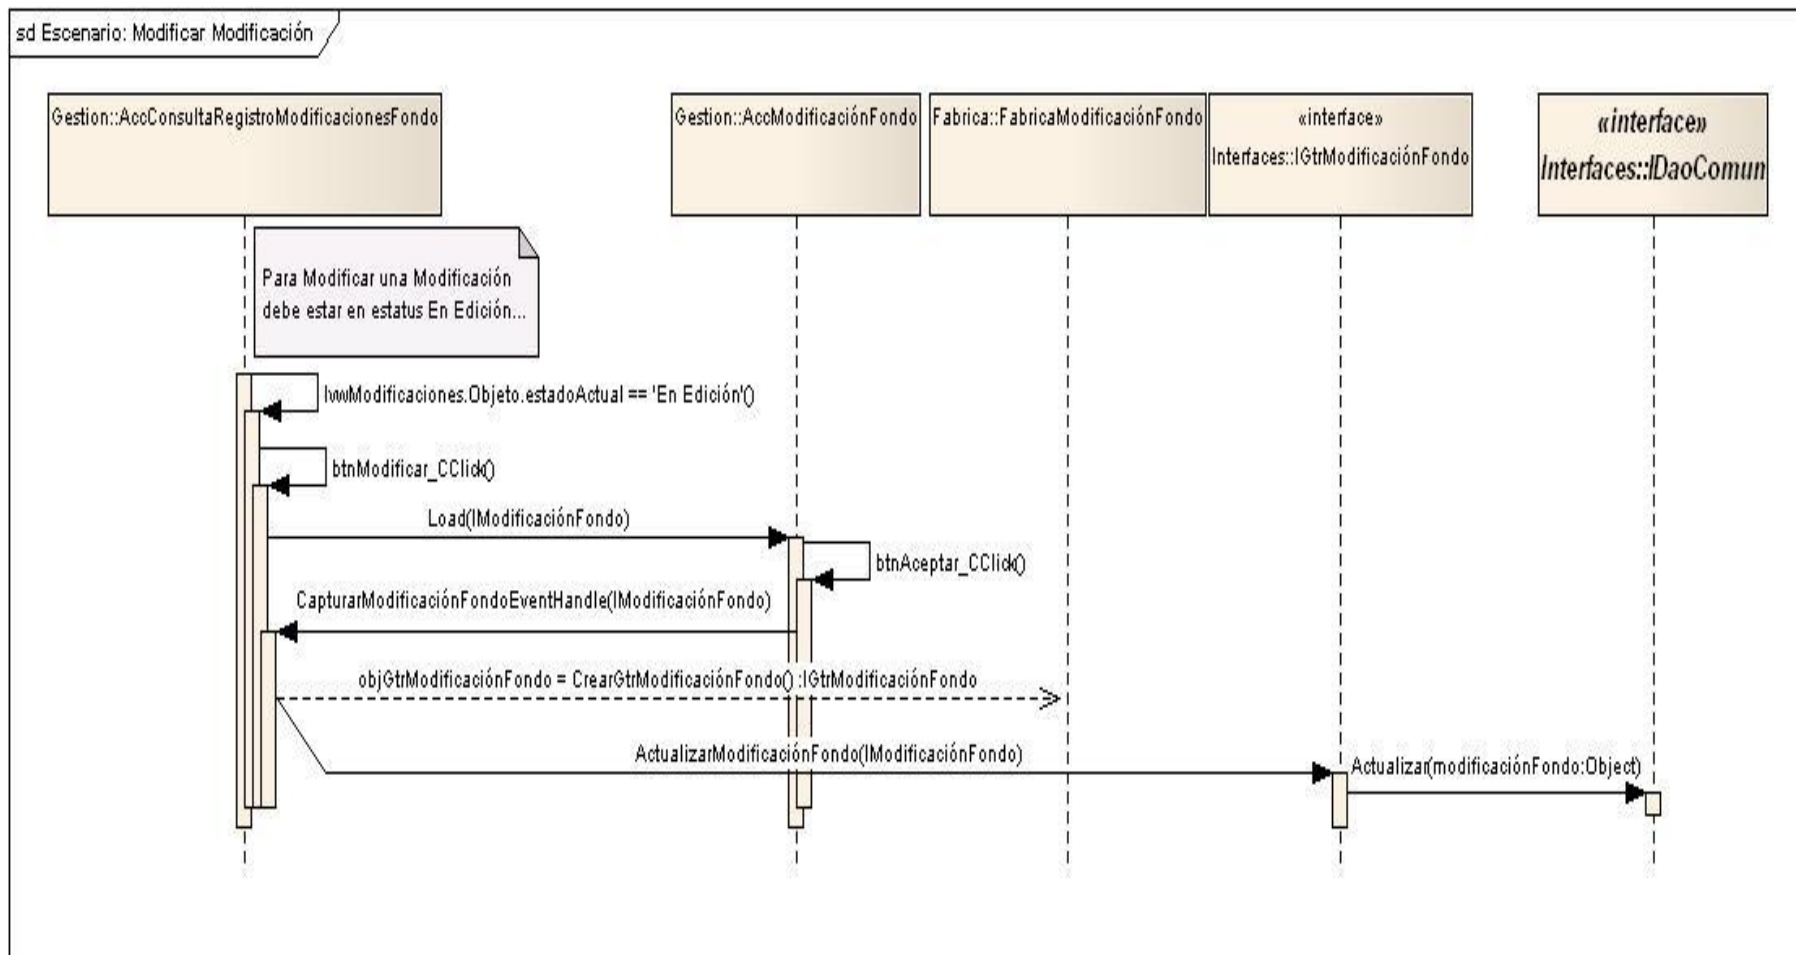 sd Escenario: Modificar Modificación
Gestion::AccConsultaRegistroModificacionesFondo
Gestion::AccModificaciónFondo
Fabrica::FabricaModificaciónFondo
«interface»
Interfaces::IGtrModificaciónFondo
«interface»
Interfaces::IDaoComun
Para Modificar una Modificación
debe estar en estatus En Edición...
lvwModificaciones.Objeto.estadoActual == 'En Edición'()
btnModificar_CClick()
Load(IModificaciónFondo)
btnAceptar_CClick()
CapturarModificaciónFondoEventHandle(IModificaciónFondo)
objGtrModificaciónFondo = CrearGtrModificaciónFondo() :IGtrModificaciónFondo
ActualizarModificaciónFondo(IModificaciónFondo)
Actualizar(modificaciónFondo:Object)